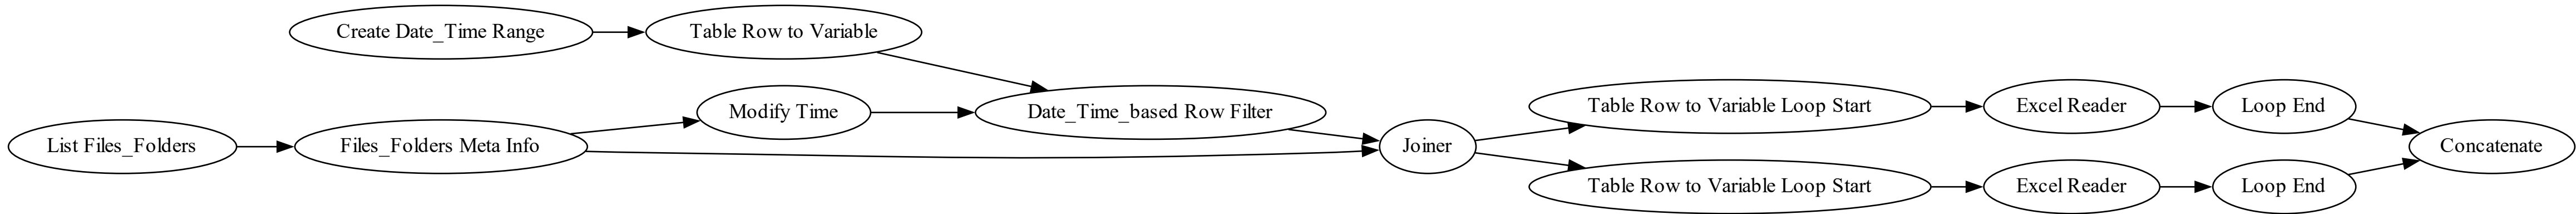 Create Date_Time Range
Table Row to Variable
List Files_Folders
Files_Folders Meta Info
Modify Time
Date_Time_based Row Filter
Joiner
Table Row to Variable Loop Start
Excel Reader
Loop End
Table Row to Variable Loop Start
Excel Reader
Loop End
Concatenate